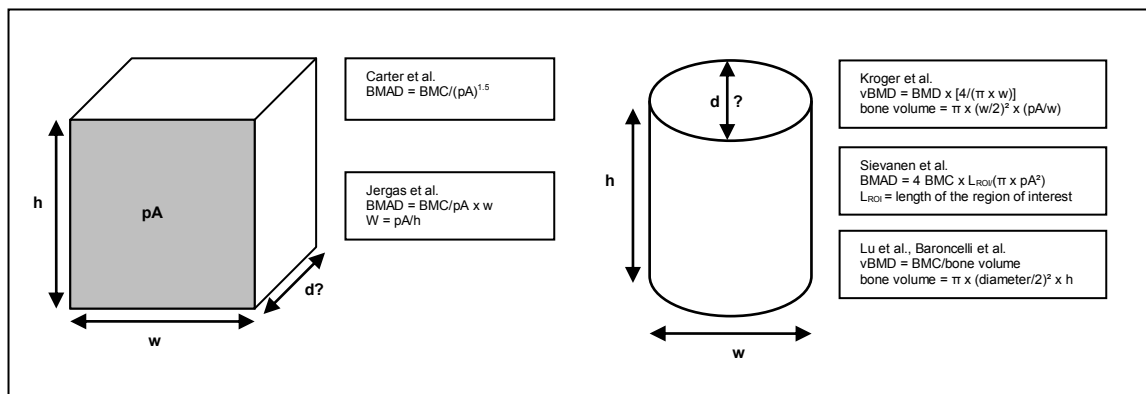 h
pA
d?
w
Carter et al.
BMAD = BMC/(pA)¹·⁵
Jergas et al.
BMAD = BMC/pA x w
W = pA/h
d ?
h
w
Kroger et al.
vBMD = BMD x [4/(π x w)]
bone volume = π x (w/2)² x (pA/w)
Sievanen et al.
BMAD = 4 BMC x LROI/(π x pA²)
LROI = length of the region of interest
Lu et al., Baroncelli et al.
vBMD = BMC/bone volume
bone volume = π x (diameter/2)² x h